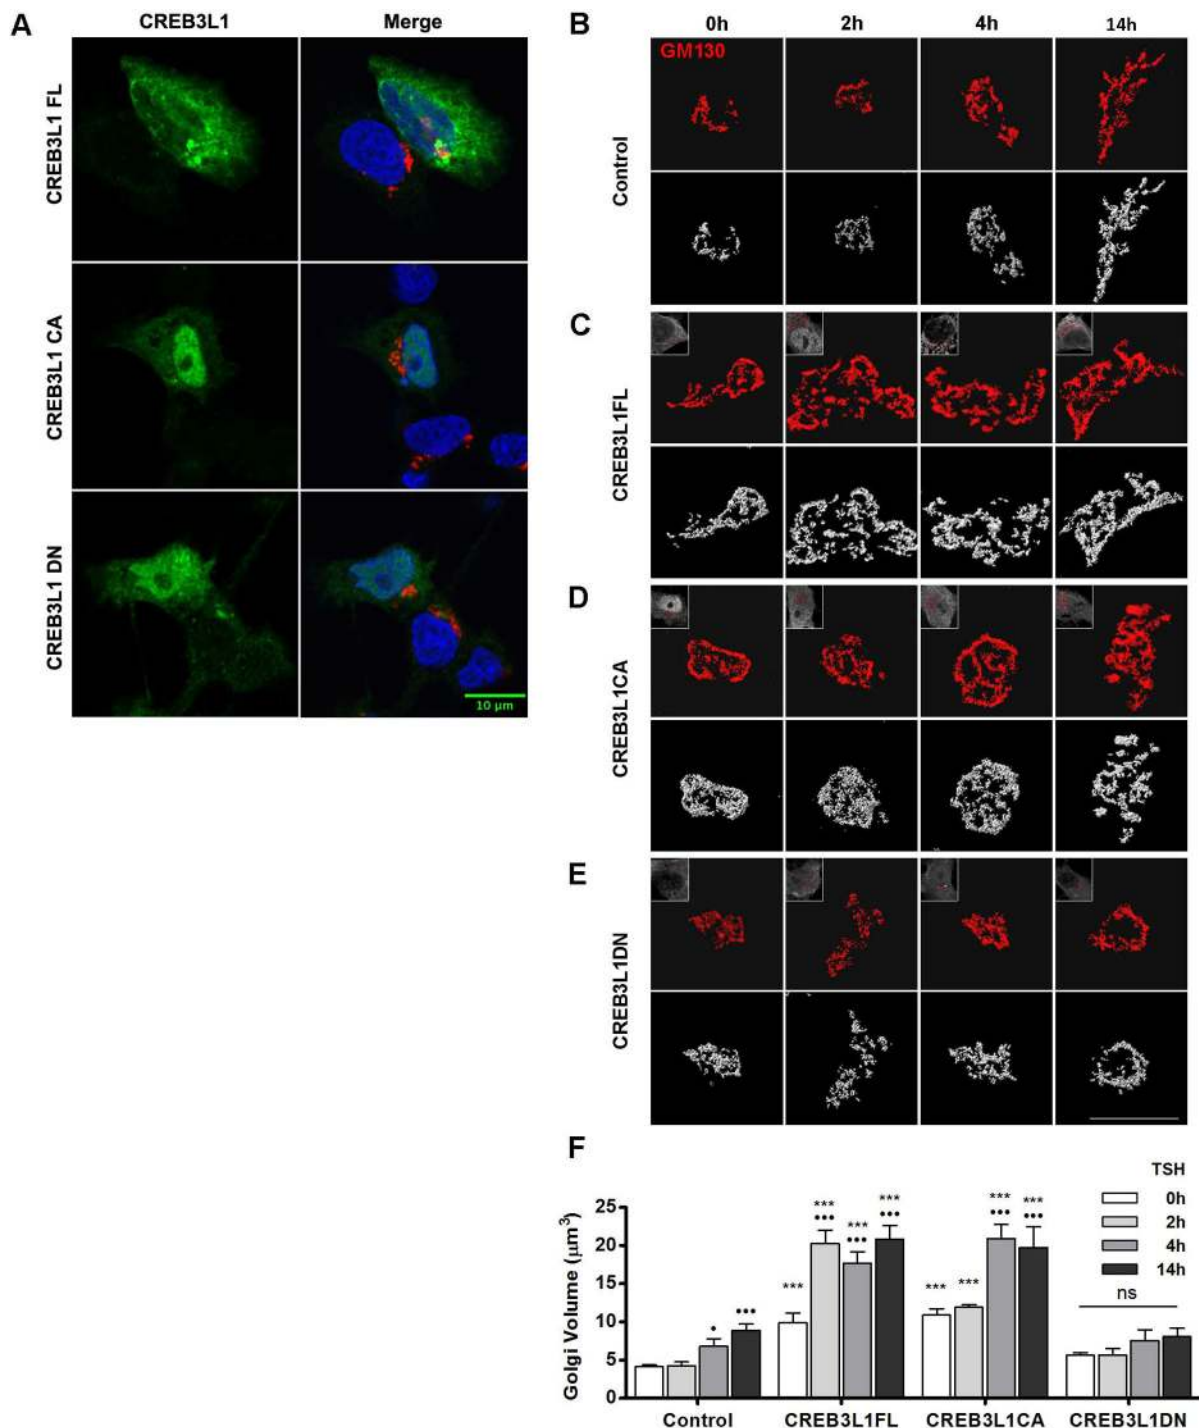 A
CREB3L1
Merge
CREB3L1 FL
CREB3L1 CA
CREB3L1 DN
10 µm
B
0h
2h
4h
14h
GM130
Control
C
CREB3L1FL
D
CREB3L1CA
E
CREB3L1DN
F
TSH
0h
2h
4h
14h
Golgi Volume (µm³)
25
20
15
10
5
0
• •••
*** *** ••• *** ••• *** •••
*** *** *** ••• *** •••
ns
Control
CREB3L1FL
CREB3L1CA
CREB3L1DN